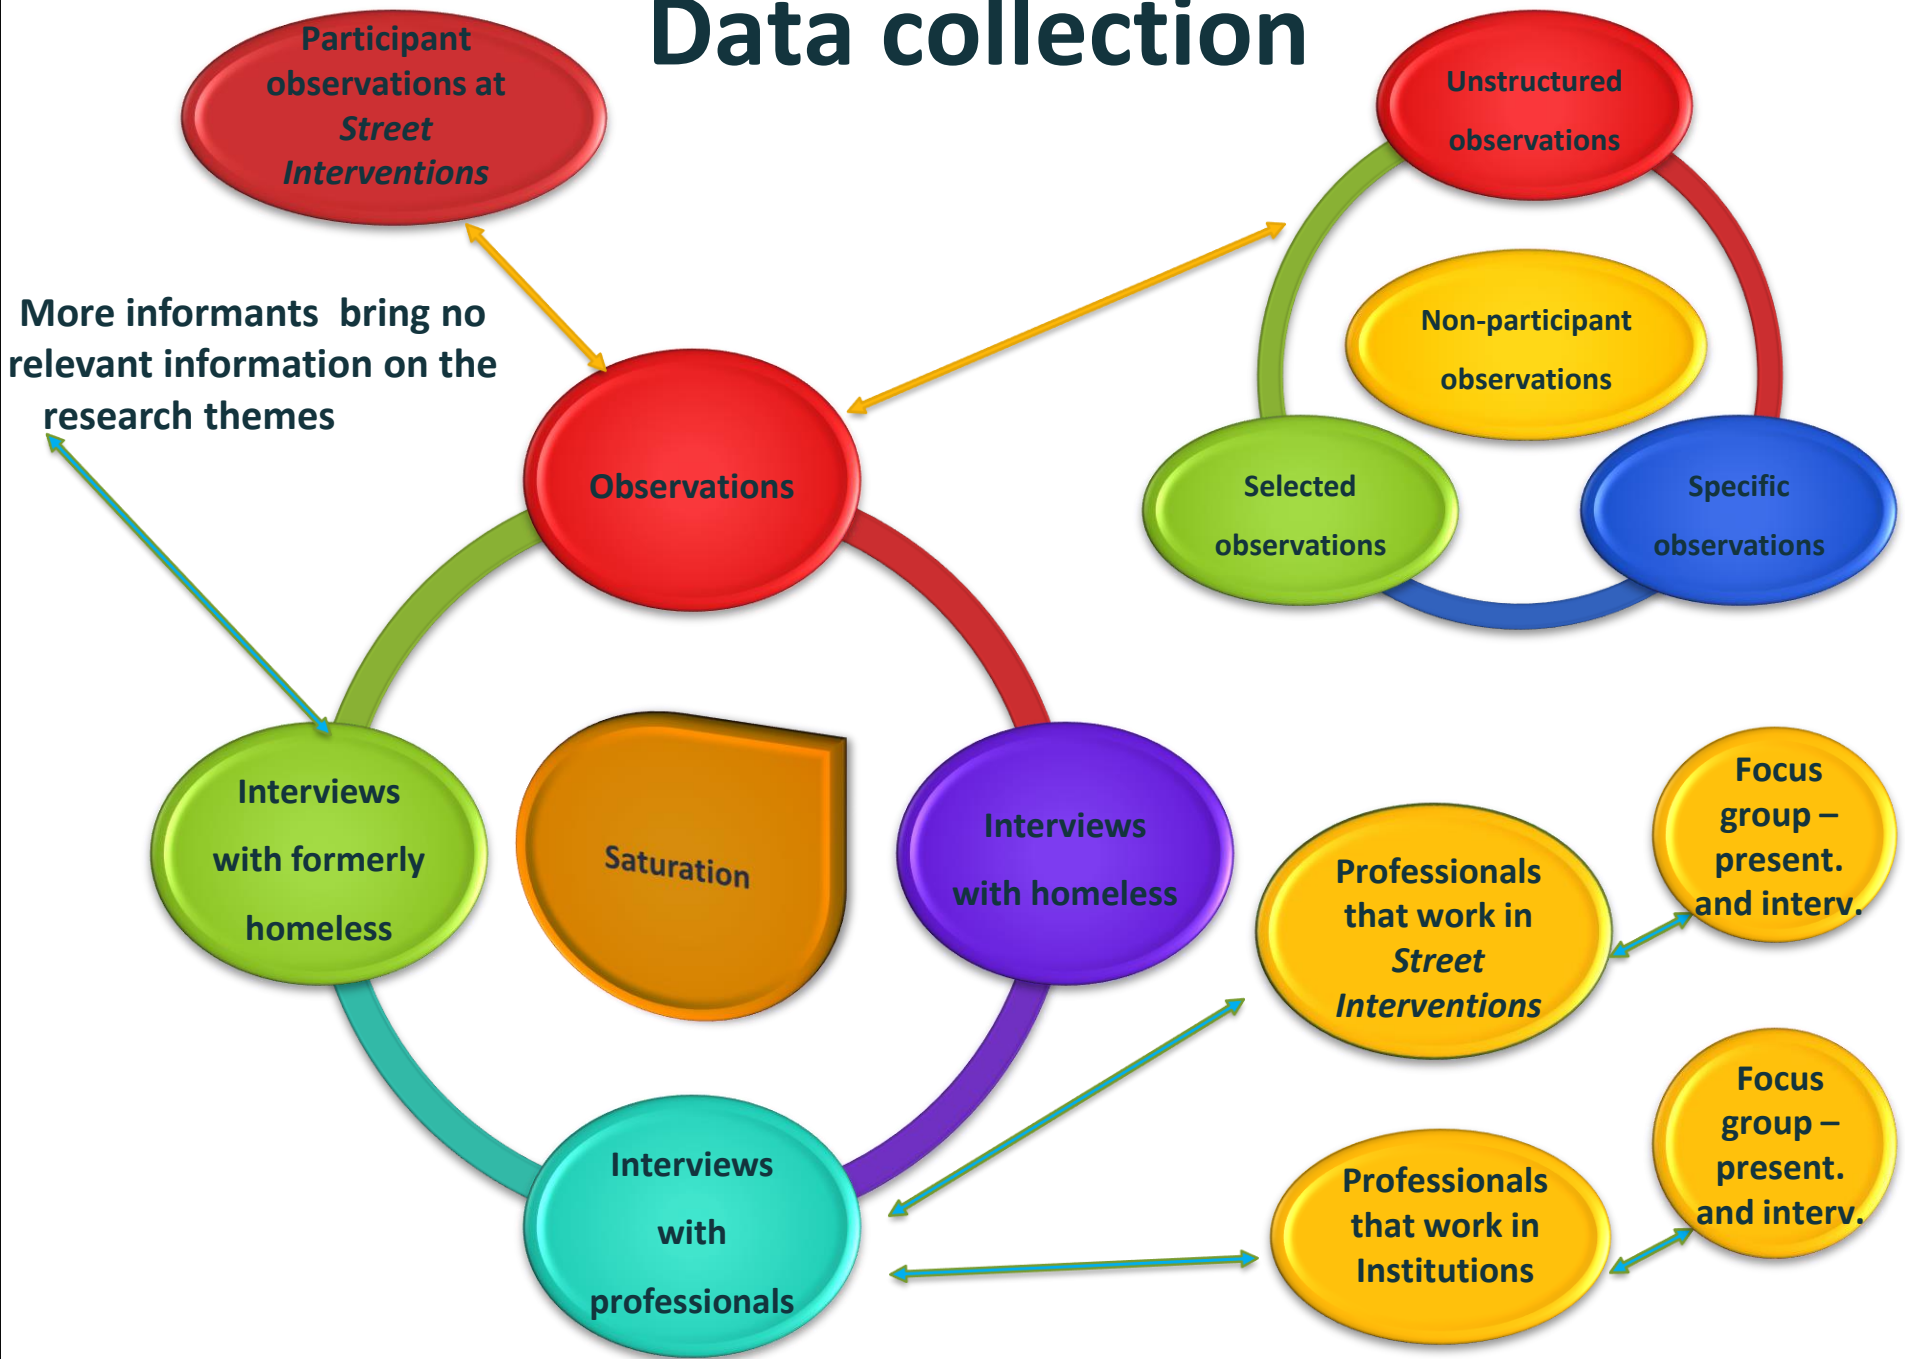 Data collection
Participant
observations at
Street
Interventions
Unstructured
observations
Non-participant
observations
Selected
observations
Specific
observations
More informants  bring no
relevant information on the
research themes
Observations
Interviews
with formerly
homeless
Saturation
Interviews
with homeless
Interviews
with
professionals
Professionals
that work in
Street
Interventions
Focus
group –
present.
and interv.
Professionals
that work in
Institutions
Focus
group –
present.
and interv.